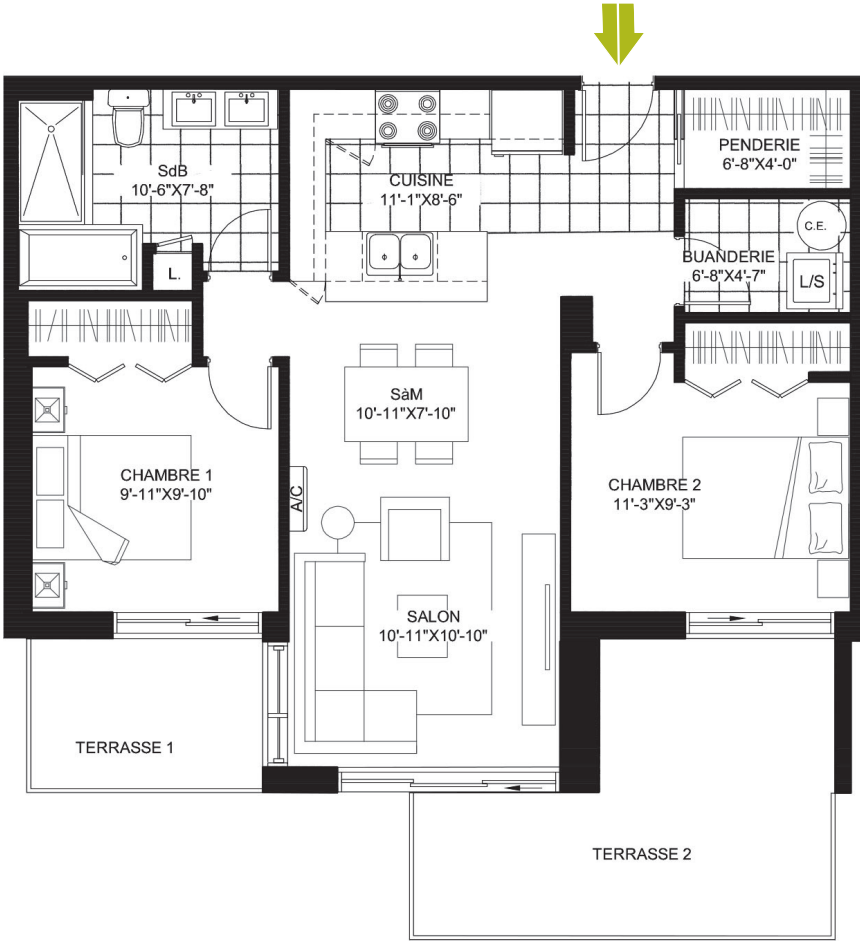 SdB
10'-6"X7'-8"
CUISINE
11'-1"X8'-6"
PENDERIE
6'-8"X4'-0"
C.E.
BUANDERIE
6'-8"X4'-7"
L/S
L.
SàM
10'-11"X7'-10"
CHAMBRE 1
9'-11"X9'-10"
A/C
CHAMBRE 2
11'-3"X9'-3"
SALON
10'-11"X10'-10"
TERRASSE 1
TERRASSE 2